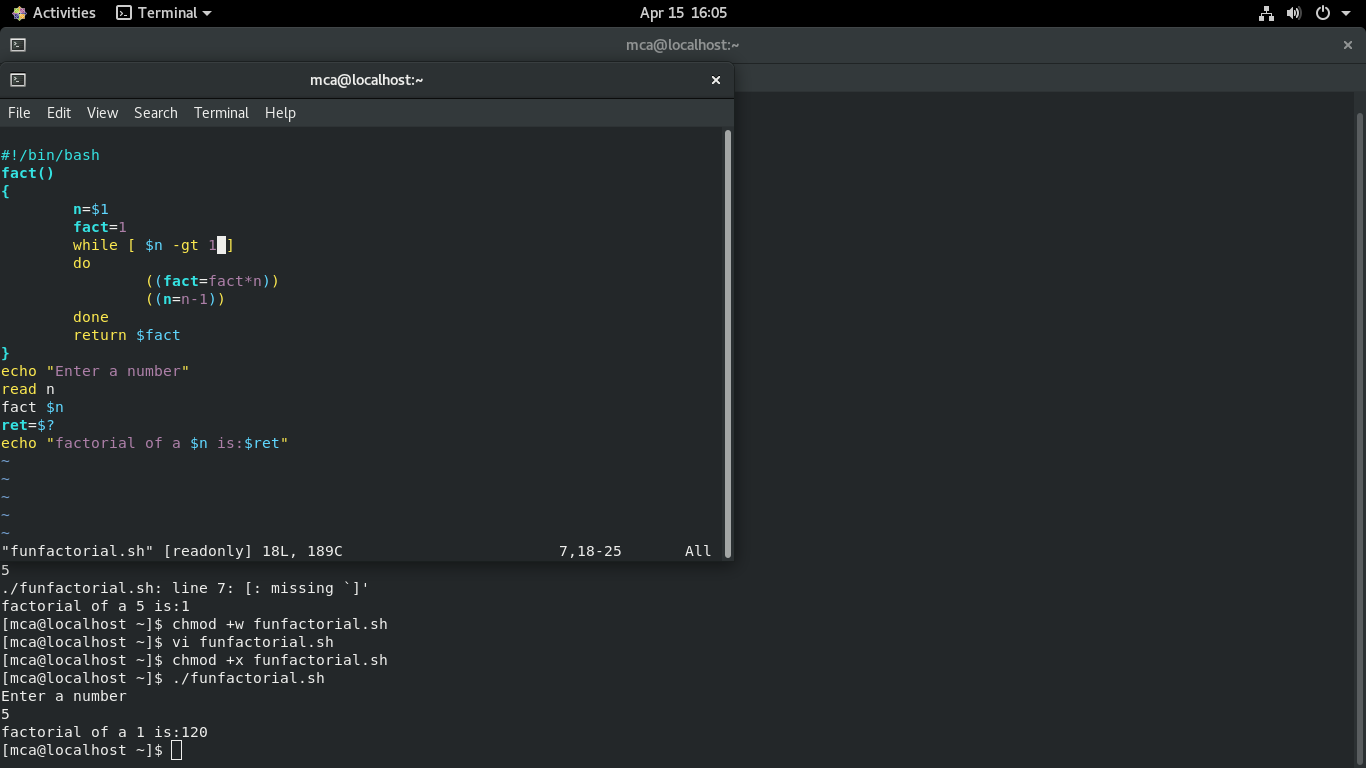 Activities Terminal Apr 15 16:05
mca@localhost:~
mca@localhost:~
File Edit View Search Terminal Help
#!/bin/bash
fact()
{
n=$1
fact=1
while [ $n -gt 1 ]
do
((fact=fact*n))
((n=n-1))
done
return $fact
}
echo "Enter a number"
read n
fact $n
ret=$?
echo "factorial of a $n is:$ret"
~
~
~
~
~
"funfactorial.sh" [readonly] 18L, 189C 7,18-25 All
5
./funfactorial.sh: line 7: [: missing `]'
factorial of a 5 is:1
[mca@localhost ~]$ chmod +w funfactorial.sh
[mca@localhost ~]$ vi funfactorial.sh
[mca@localhost ~]$ chmod +x funfactorial.sh
[mca@localhost ~]$ ./funfactorial.sh
Enter a number
5
factorial of a 1 is:120
[mca@localhost ~]$